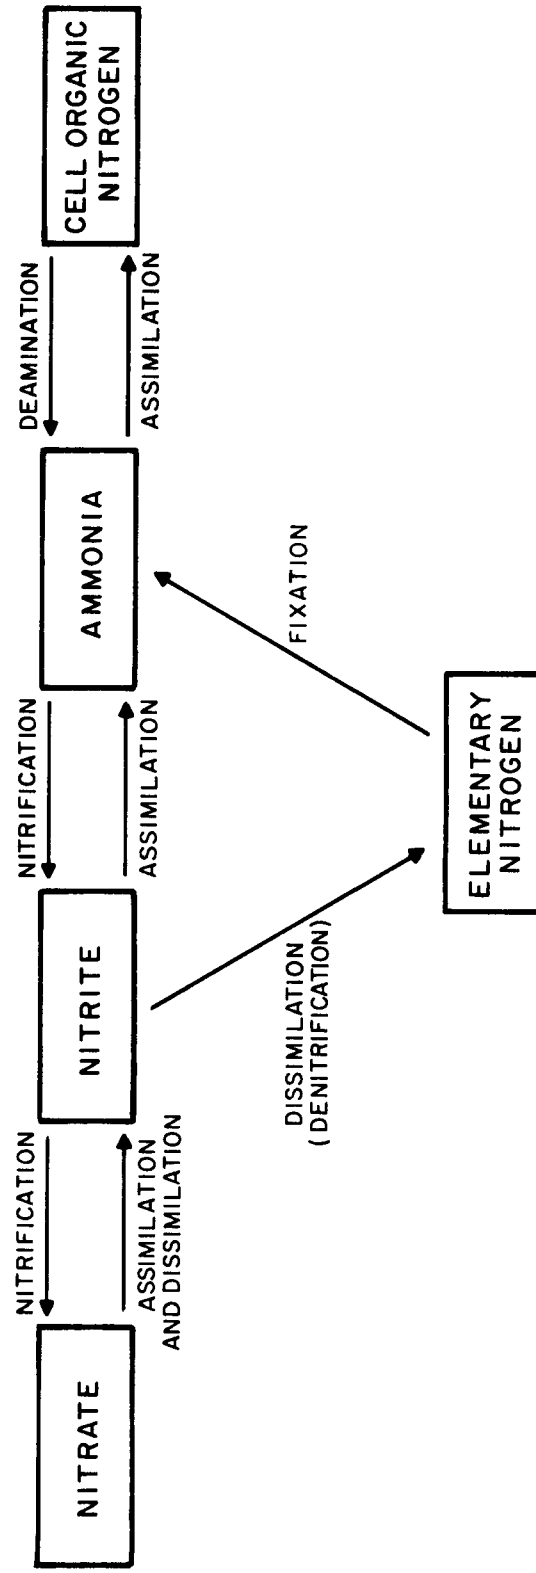 NITRATE
NITRIFICATION
ASSIMILATION
AND DISSIMILATION
NITRITE
NITRIFICATION
ASSIMILATION
AMMONIA
DEAMINATION
ASSIMILATION
CELL ORGANIC
NITROGEN
DISSIMILATION
(DENITRIFICATION)
FIXATION
ELEMENTARY
NITROGEN